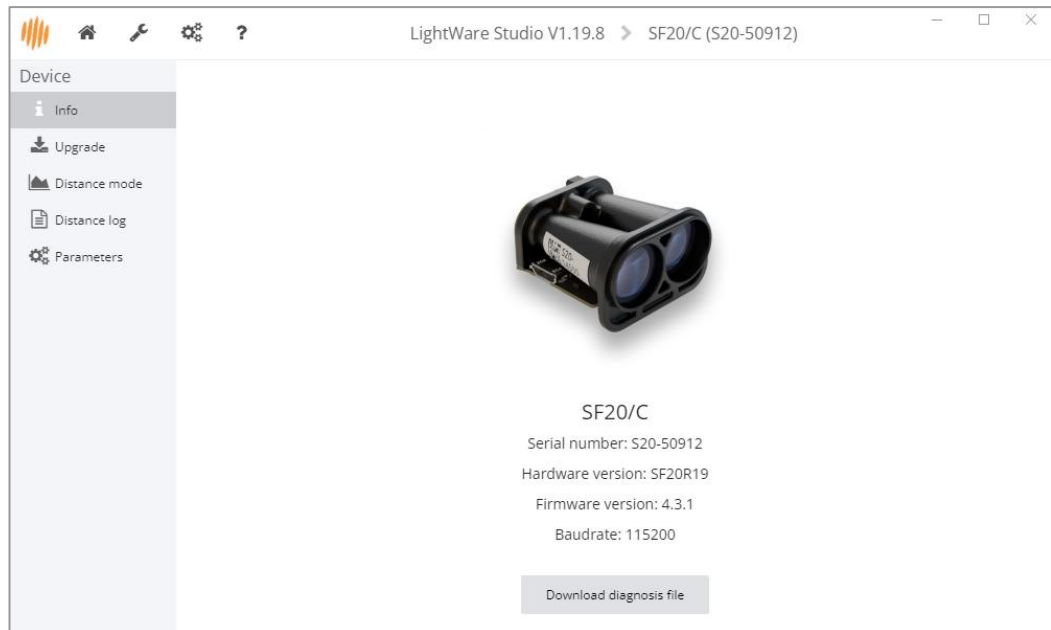 ?
LightWare Studio V1.19.8 > SF20/C (S20-50912)
Device
i Info
Upgrade
Distance mode
Distance log
Parameters
S20-
SF20/C
Serial number: S20-50912
Hardware version: SF20R19
Firmware version: 4.3.1
Baudrate: 115200
Download diagnosis file